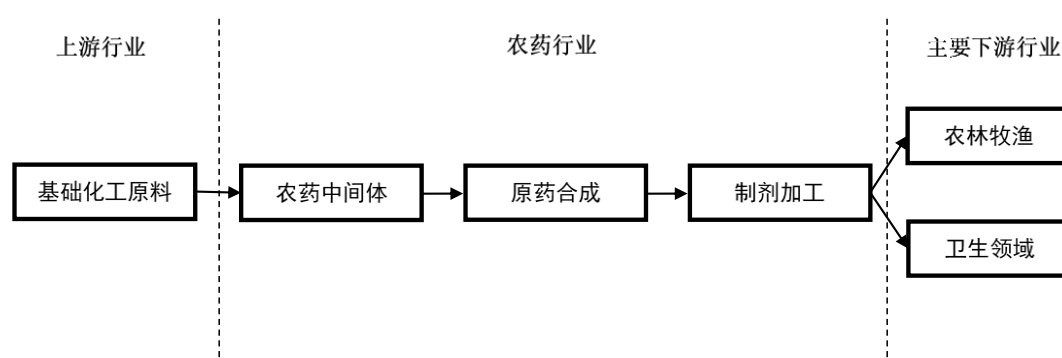 上游行业
农药行业
主要下游行业
基础化工原料
农药中间体
原药合成
制剂加工
农林牧渔
卫生领域